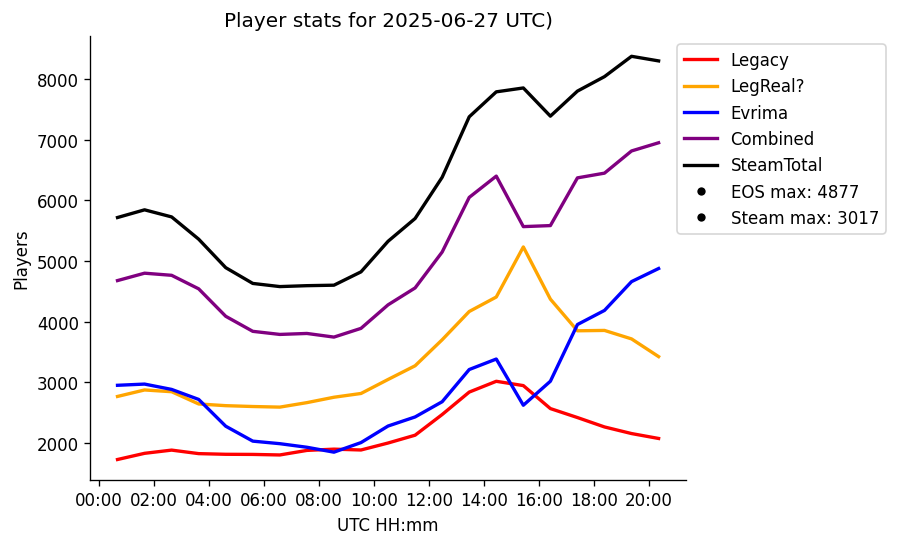 Player stats for 2025-06-27 UTC)
8000
7000
6000
5000
4000
3000
2000
Players
00:00 02:00 04:00 06:00 08:00 10:00 12:00 14:00 16:00 18:00 20:00
UTC HH:mm
Legacy
LegReal?
Evrima
Combined
SteamTotal
EOS max: 4877
Steam max: 3017